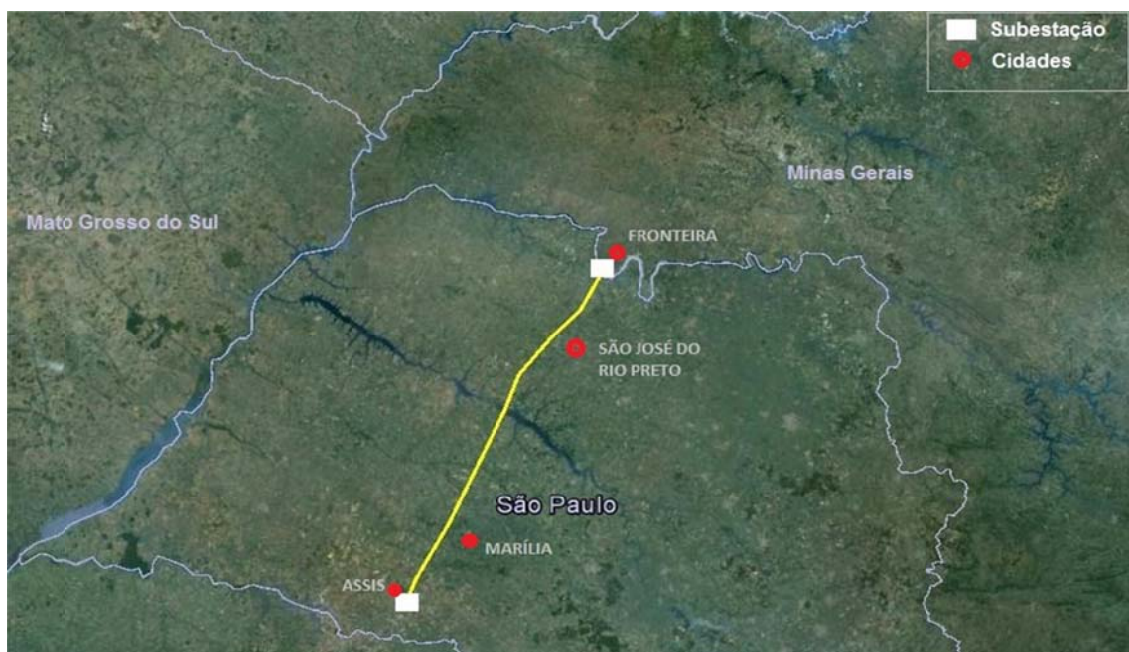 Subestação
Cidades
Minas Gerais
Mato Grosso do Sul
FRONTEIRA
SÃO JOSÉ DO
RIO PRETO
São Paulo
MARÍLIA
ASSIS